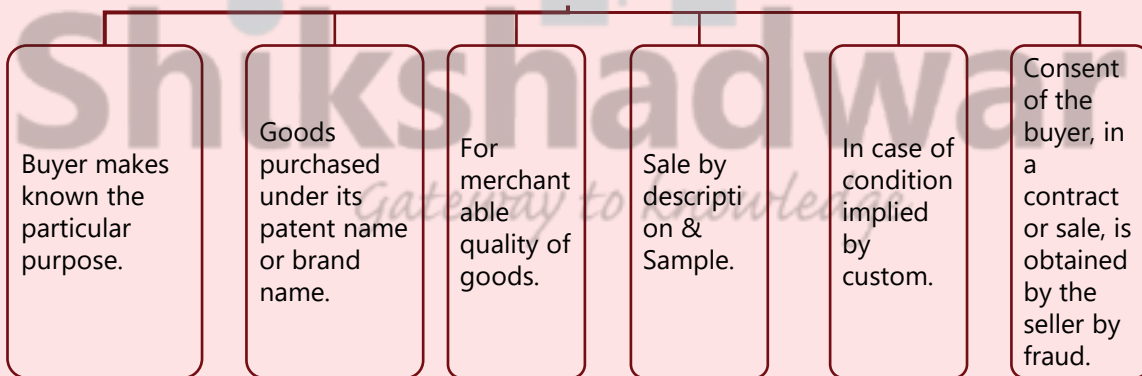 Shikshadwar
Gateway to knowledge
Buyer makes
known the
particular
purpose.
Goods
purchased
under its
patent name
or brand
name.
For
merchant
able
quality of
goods.
Sale by
descripti
on &
Sample.
In case of
condition
implied
by
custom.
Consent
of the
buyer, in
a
contract
or sale, is
obtained
by the
seller by
fraud.